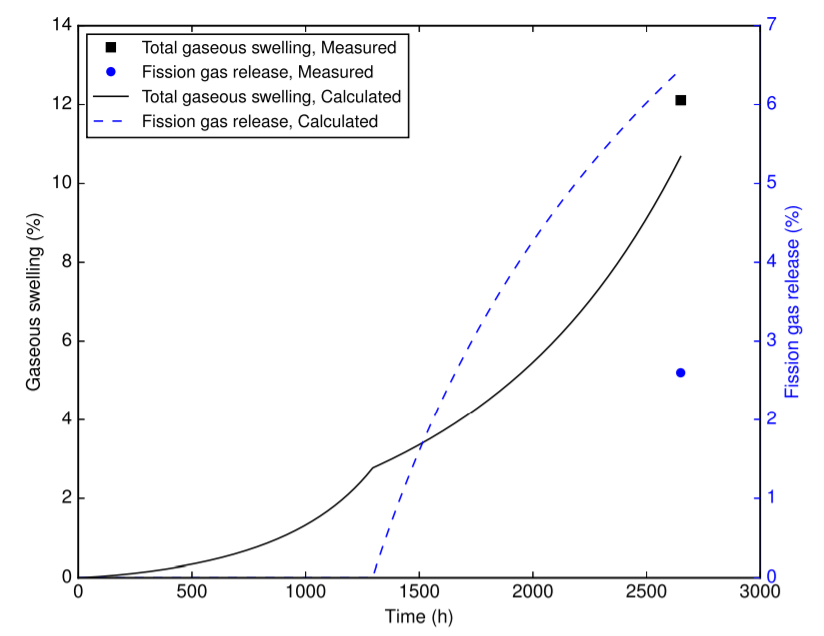 14
12
10
8
6
4
2
0
Gaseous swelling (%)
Total gaseous swelling, Measured
Fission gas release, Measured
Total gaseous swelling, Calculated
Fission gas release, Calculated
7
6
5
4
3
2
1
0
Fission gas release (%)
0 500 1000 1500 2000 2500 3000
Time (h)